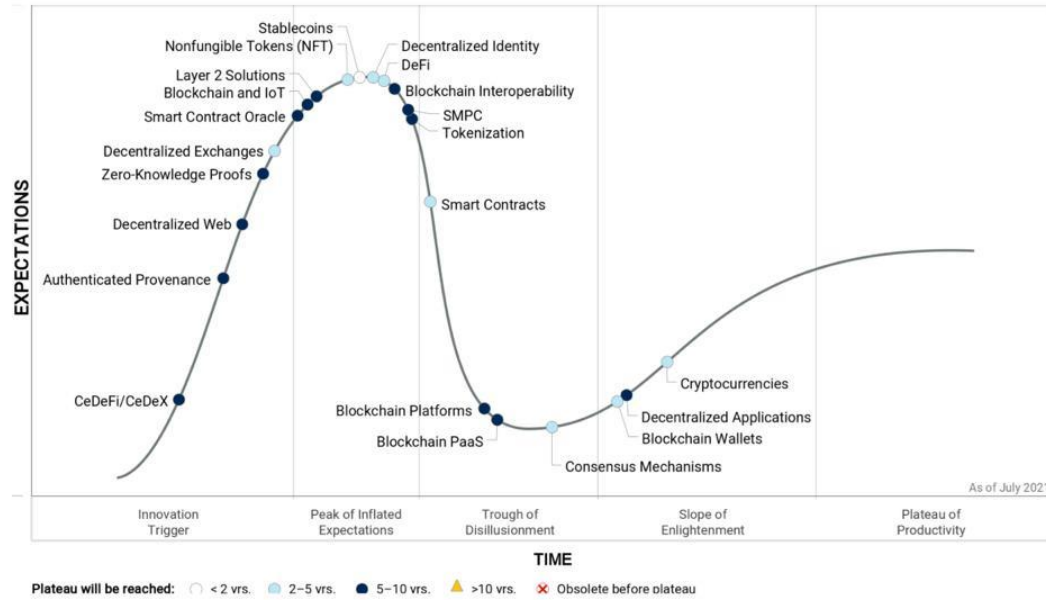 Stablecoins
Nonfungible Tokens (NFT)
Decentralized Identity
DeFi
Layer 2 Solutions
Blockchain Interoperability
Blockchain and IoT
SMPC
Smart Contract Oracle
Tokenization
Decentralized Exchanges
Zero-Knowledge Proofs
Smart Contracts
Decentralized Web
Authenticated Provenance
EXPECTATIONS
CeDeFi/CeDeX
Cryptocurrencies
Blockchain Platforms
Decentralized Applications
Blockchain PaaS
Blockchain Wallets
Consensus Mechanisms
As of July 2021
Innovation
Trigger
Peak of Inflated
Expectations
Trough of
Disillusionment
Slope of
Enlightenment
Plateau of
Productivity
TIME
Plateau will be reached: < 2 yrs. 2–5 yrs. 5–10 yrs. >10 yrs. Obsolete before plateau